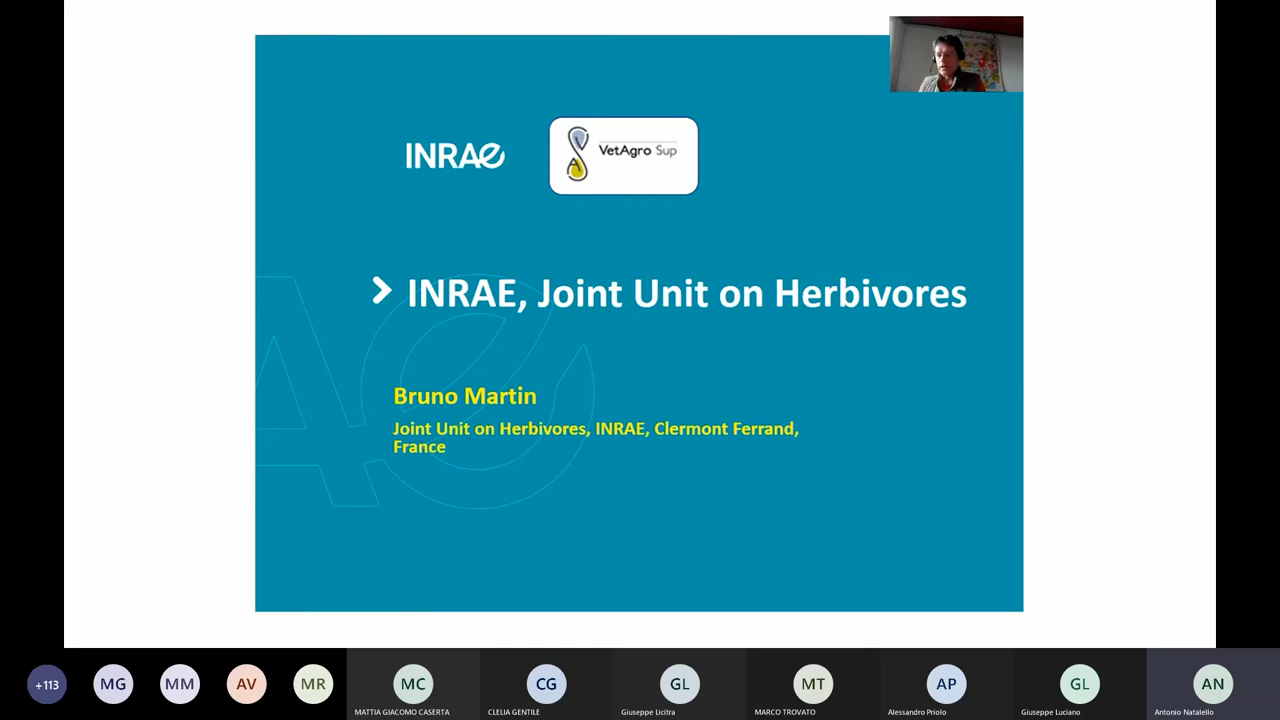 INRAE
VetAgro Sup
INRAE, Joint Unit on Herbivores
Bruno Martin
Joint Unit on Herbivores, INRAE, Clermont Ferrand,
France
+113
MG
MM
AV
MR
MC
MATTIA GIACOMO CASERTA
CG
CLELIA GENTILE
GL
Giuseppe Licitra
MT
MARCO TROVATO
AP
Alessandro Priolo
GL
Giuseppe Luciano
AN
Antonio Natalello